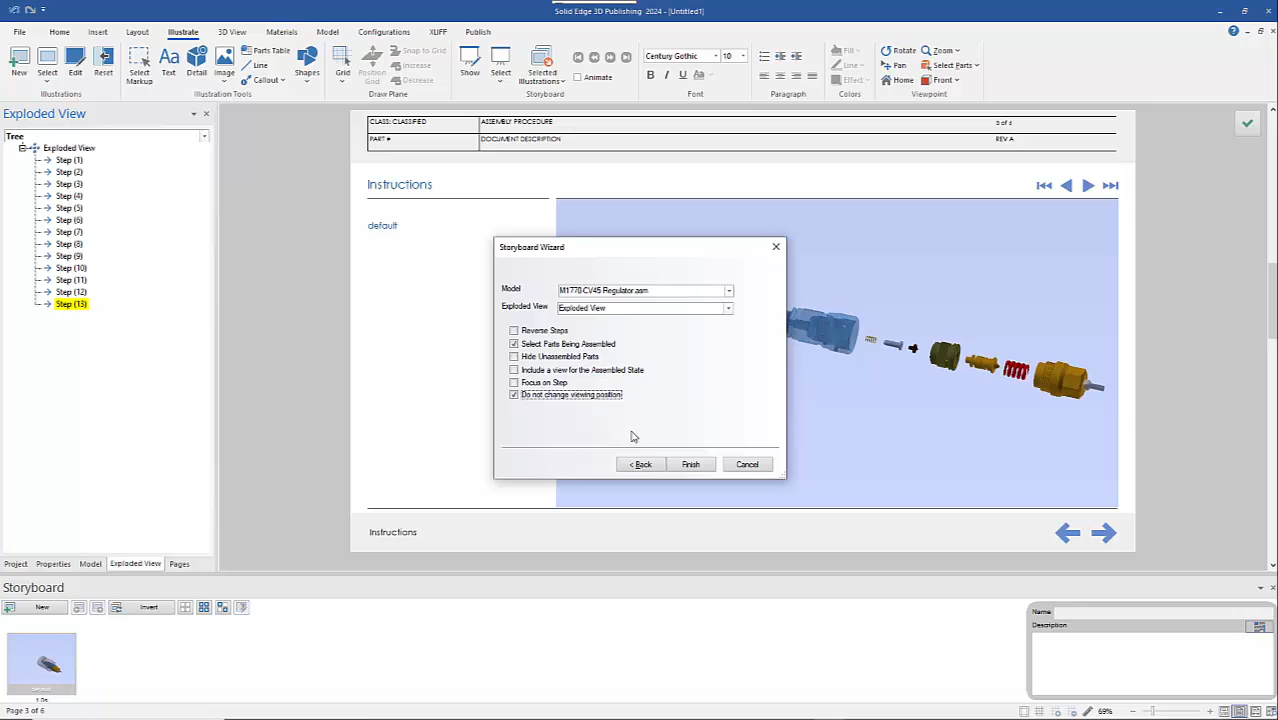 Solid Edge 3D Publishing 2024 - [Untitled1]
File Home Insert Layout Illustrate 3D View Materials Model Configurations XLIFF Publish
New Select Edit Reset
Illustrations
Select Markup
Text
Detail
Image
Parts Table
Line
Callout
Shapes
Illustration Tools
Grid
Position Grid
Snap to Grid
Increase
Decrease
Draw Plane
Show
Select
Selected Illustrations
Animate
Storyboard
Century Gothic 10
B I U Aa
Font
Paragraph
Fill
Line
Effect
Colors
Rotate Zoom
Pan Select Parts
Home Front
Viewpoint
Exploded View
Tree
Exploded View
Step (1)
Step (2)
Step (3)
Step (4)
Step (5)
Step (6)
Step (7)
Step (8)
Step (9)
Step (10)
Step (11)
Step (12)
Step (13)
Project Properties Model Exploded View Pages
CLASS: CLASSIFIED ASSEMBLY PROCEDURE
PART # DOCUMENT DESCRIPTION REV A
Instructions
default
Storyboard Wizard
Model M1770-CV45 Regulator.asm
Exploded View Exploded View
Reverse Steps
Select Parts Being Assembled
Hide Unassembled Parts
Include a view for the Assembled State
Focus on Step
Do not change viewing position
< Back Finish Cancel
Instructions
Storyboard
New Invert
1.0s
Name
Description
Page 3 of 6
69%